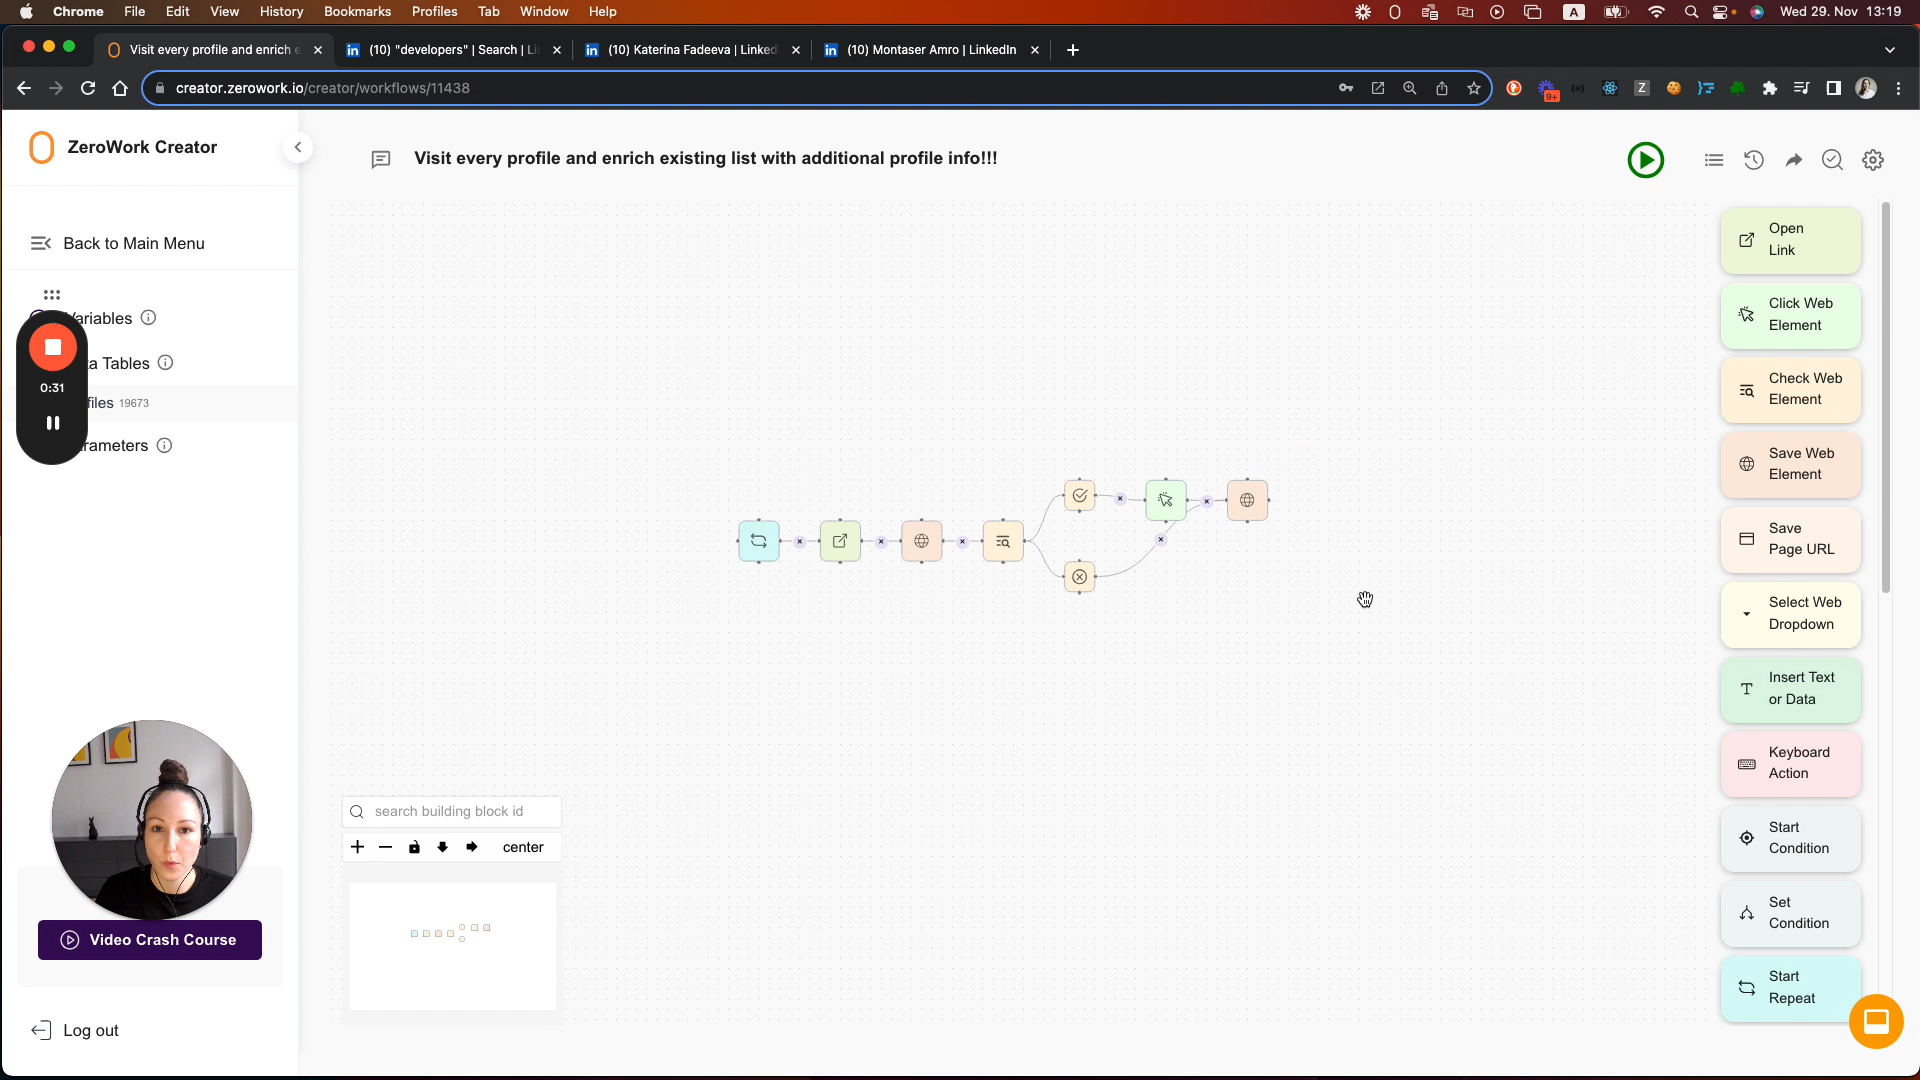 Chrome File Edit View History Bookmarks Profiles Tab Window Help
A
Wed 29. Nov 13:19
Visit every profile and enrich e
(10) "developers" | Search | Li
(10) Katerina Fadeeva | Linked
(10) Montaser Amro | LinkedIn
creator.zerowork.io/creator/workflows/11438
9+
Z
ZeroWork Creator
Visit every profile and enrich existing list with additional profile info!!!
Back to Main Menu
ariables
a Tables
files 19673
rameters
0:31
Open
Link
Click Web
Element
Check Web
Element
Save Web
Element
Save
Page URL
Select Web
Dropdown
Insert Text
or Data
Keyboard
Action
Start
Condition
Set
Condition
Start
Repeat
search building block id
center
Video Crash Course
Log out